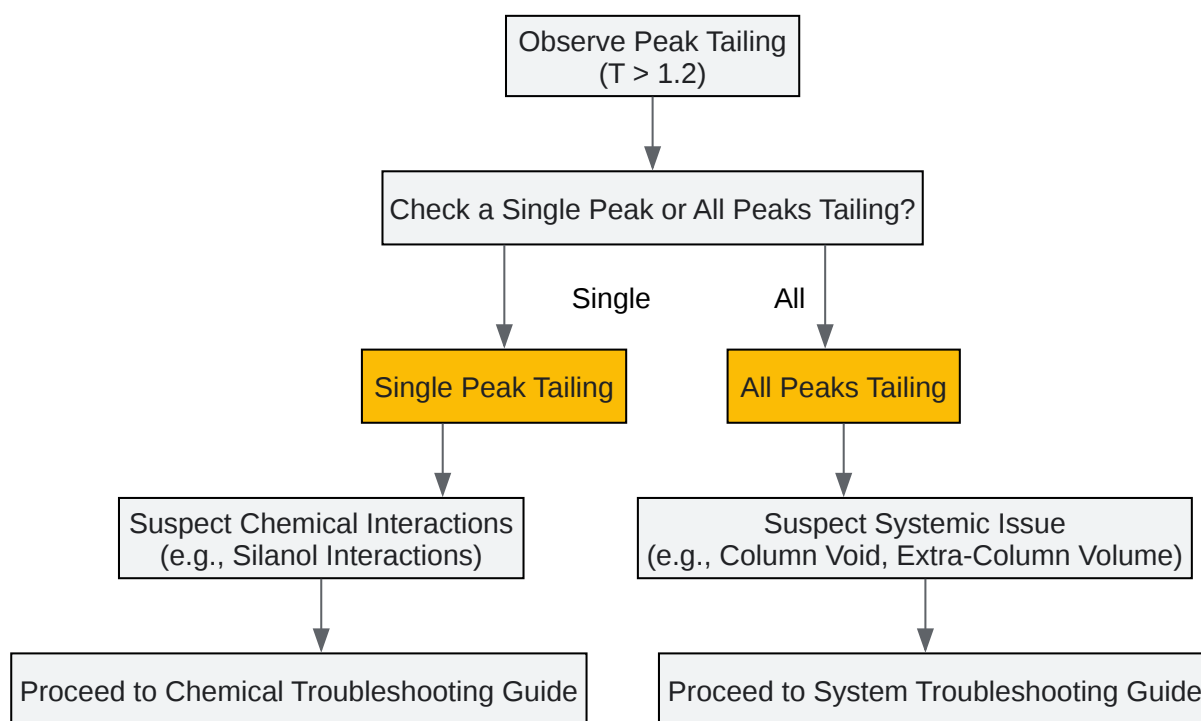 Observe Peak Tailing
(T > 1.2)
Check a Single Peak or All Peaks Tailing?
Single
All
Single Peak Tailing
All Peaks Tailing
Suspect Chemical Interactions
(e.g., Silanol Interactions)
Suspect Systemic Issue
(e.g., Column Void, Extra-Column Volume)
Proceed to Chemical Troubleshooting Guide
Proceed to System Troubleshooting Guide